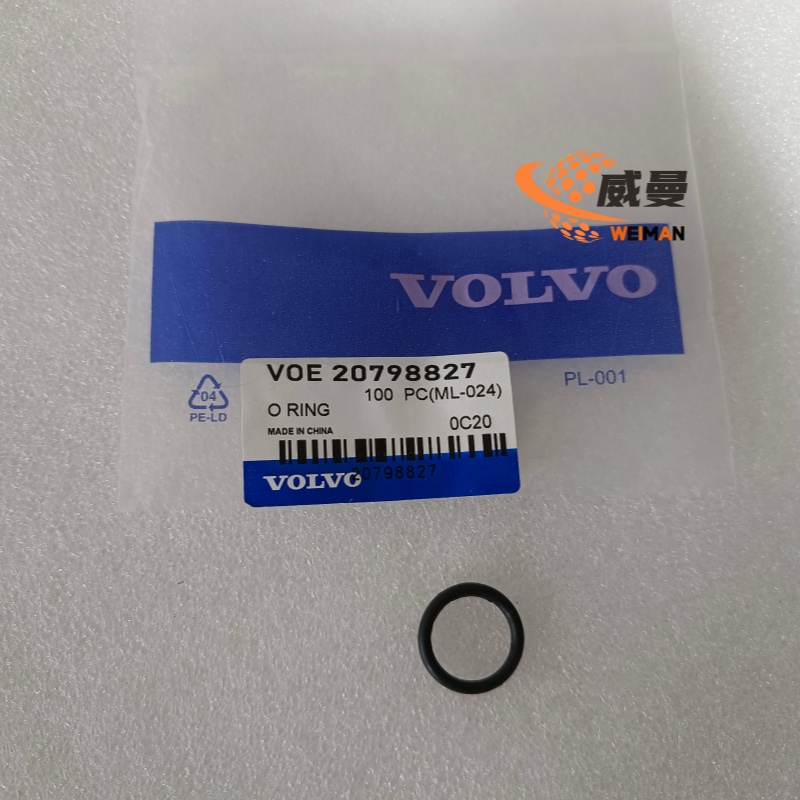 威曼
WEIMAN
VOLVO
04
PE-LD
PL-001
VOE 20798827
100 PC(ML-024)
O RING
0C20
MADE IN CHINA
20798827
VOLVO